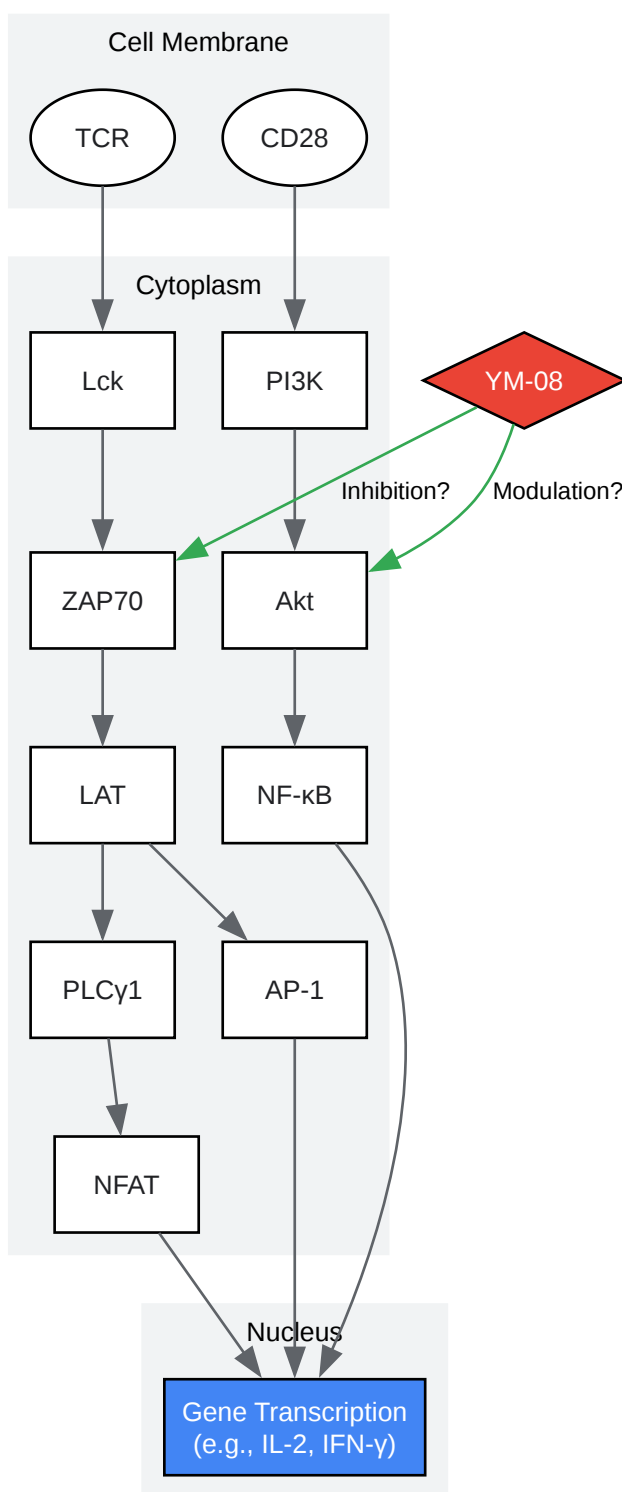 Cell Membrane
TCR
CD28
Cytoplasm
Lck
PI3K
YM-08
Inhibition?
Modulation?
ZAP70
Akt
LAT
NF-κB
PLCγ1
AP-1
NFAT
Nucleus
Gene Transcription
(e.g., IL-2, IFN-γ)